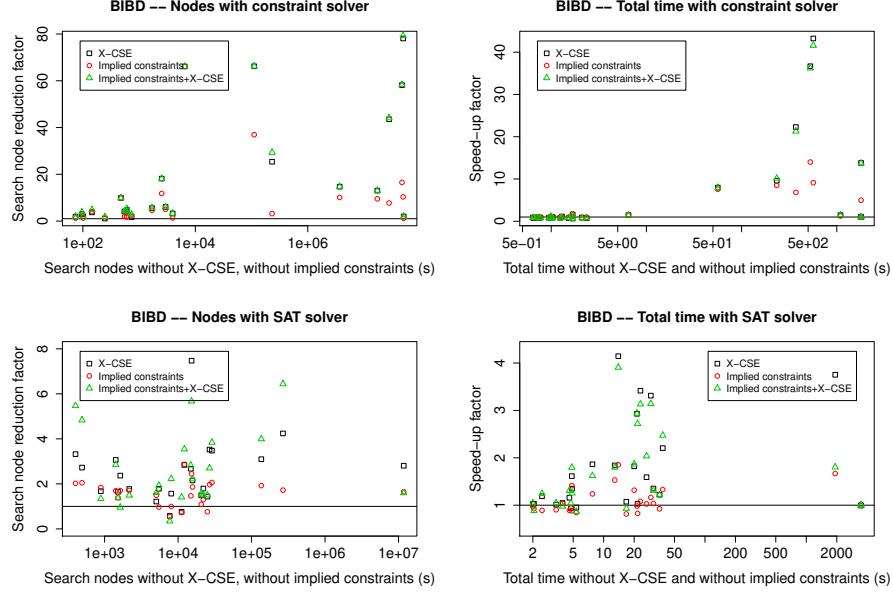 BIBD −− Nodes with constraint solver
Search node reduction factor
80
60
40
20
0
X−CSE
Implied constraints
Implied constraints+X−CSE
1e+02
1e+04
1e+06
Search nodes without X−CSE, without implied constraints (s)
BIBD −− Total time with constraint solver
Speed−up factor
40
30
20
10
0
X−CSE
Implied constraints
Implied constraints+X−CSE
5e−01
5e+00
5e+01
5e+02
Total time without X−CSE and without implied constraints (s)
BIBD −− Nodes with SAT solver
Search node reduction factor
8
6
4
2
0
X−CSE
Implied constraints
Implied constraints+X−CSE
1e+03
1e+04
1e+05
1e+06
1e+07
Search nodes without X−CSE, without implied constraints (s)
BIBD −− Total time with SAT solver
Speed−up factor
4
3
2
1
X−CSE
Implied constraints
Implied constraints+X−CSE
2
5
10
20
50
200
500
2000
Total time without X−CSE and without implied constraints (s)